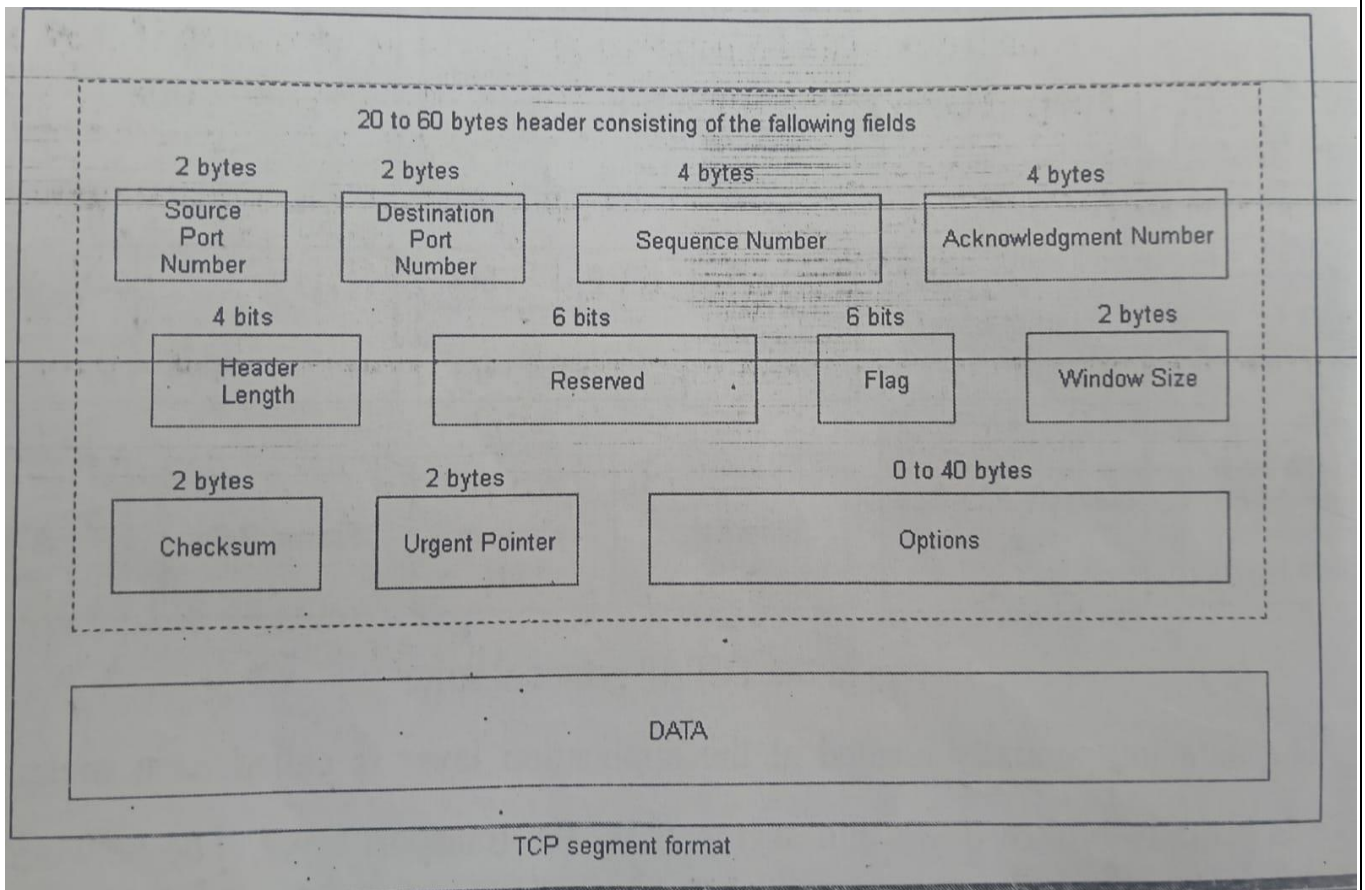 20 to 60 bytes header consisting of the fallowing fields
2 bytes 2 bytes 4 bytes 4 bytes
Source
Port
Number
Destination
Port
Number
Sequence Number
Acknowledgment Number
4 bits 6 bits 6 bits 2 bytes
Header
Length
Reserved
Flag
Window Size
2 bytes 2 bytes 0 to 40 bytes
Checksum
Urgent Pointer
Options
DATA
TCP segment format